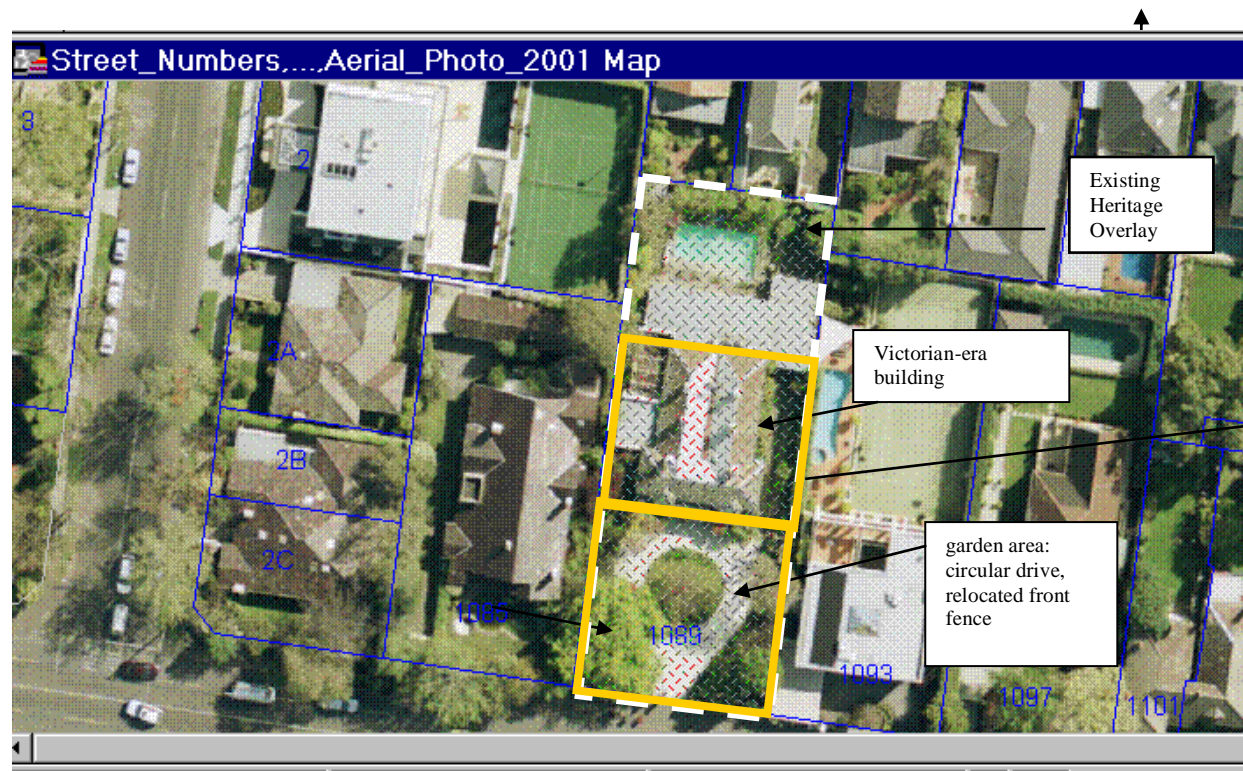 Street_Numbers,...,Aerial_Photo_2001 Map
3
2
Existing
Heritage
Overlay
2A
Victorian-era
building
2B
2C
garden area:
circular drive,
relocated front
fence
1085
1089
1093
1097
1101